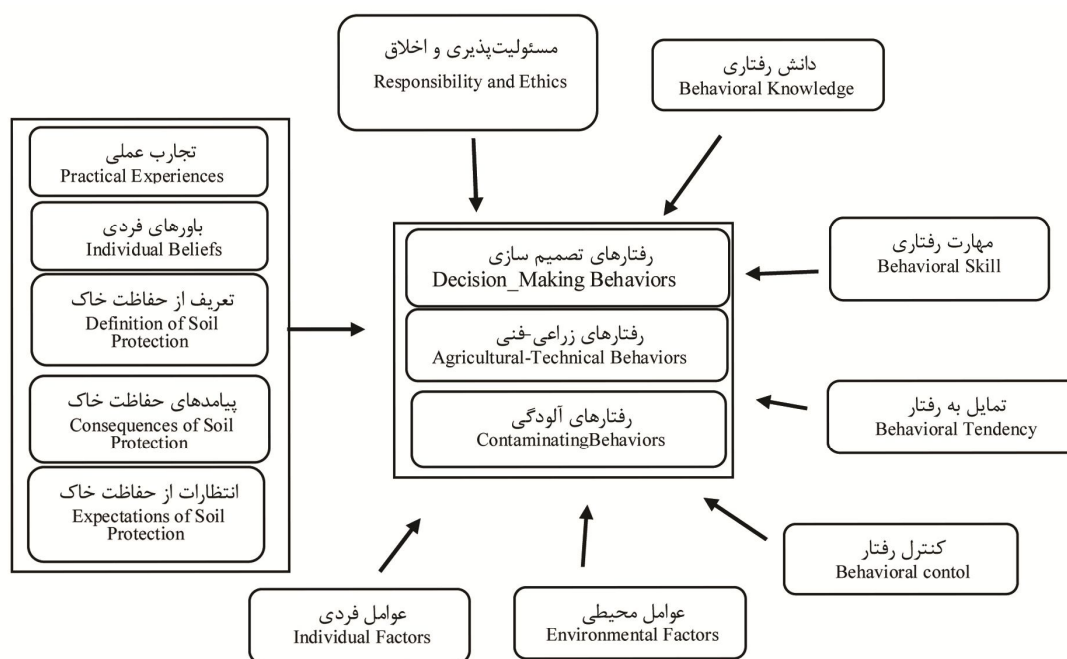 مسئولیت‌پذیری و اخلاق
Responsibility and Ethics
دانش رفتاری
Behavioral Knowledge
تجارب عملی
Practical Experiences
باورهای فردی
Individual Beliefs
تعریف از حفاظت خاک
Definition of Soil
Protection
پیامدهای حفاظت خاک
Consequences of Soil
Protection
انتظارات از حفاظت خاک
Expectations of Soil
Protection
رفتارهای تصمیم سازی
Decision_Making Behaviors
رفتارهای زراعی-فنی
Agricultural-Technical Behaviors
رفتارهای آلودگی
ContaminatingBehaviors
مهارت رفتاری
Behavioral Skill
تمایل به رفتار
Behavioral Tendency
کنترل رفتار
Behavioral contol
عوامل فردی
Individual Factors
عوامل محیطی
Environmental Factors